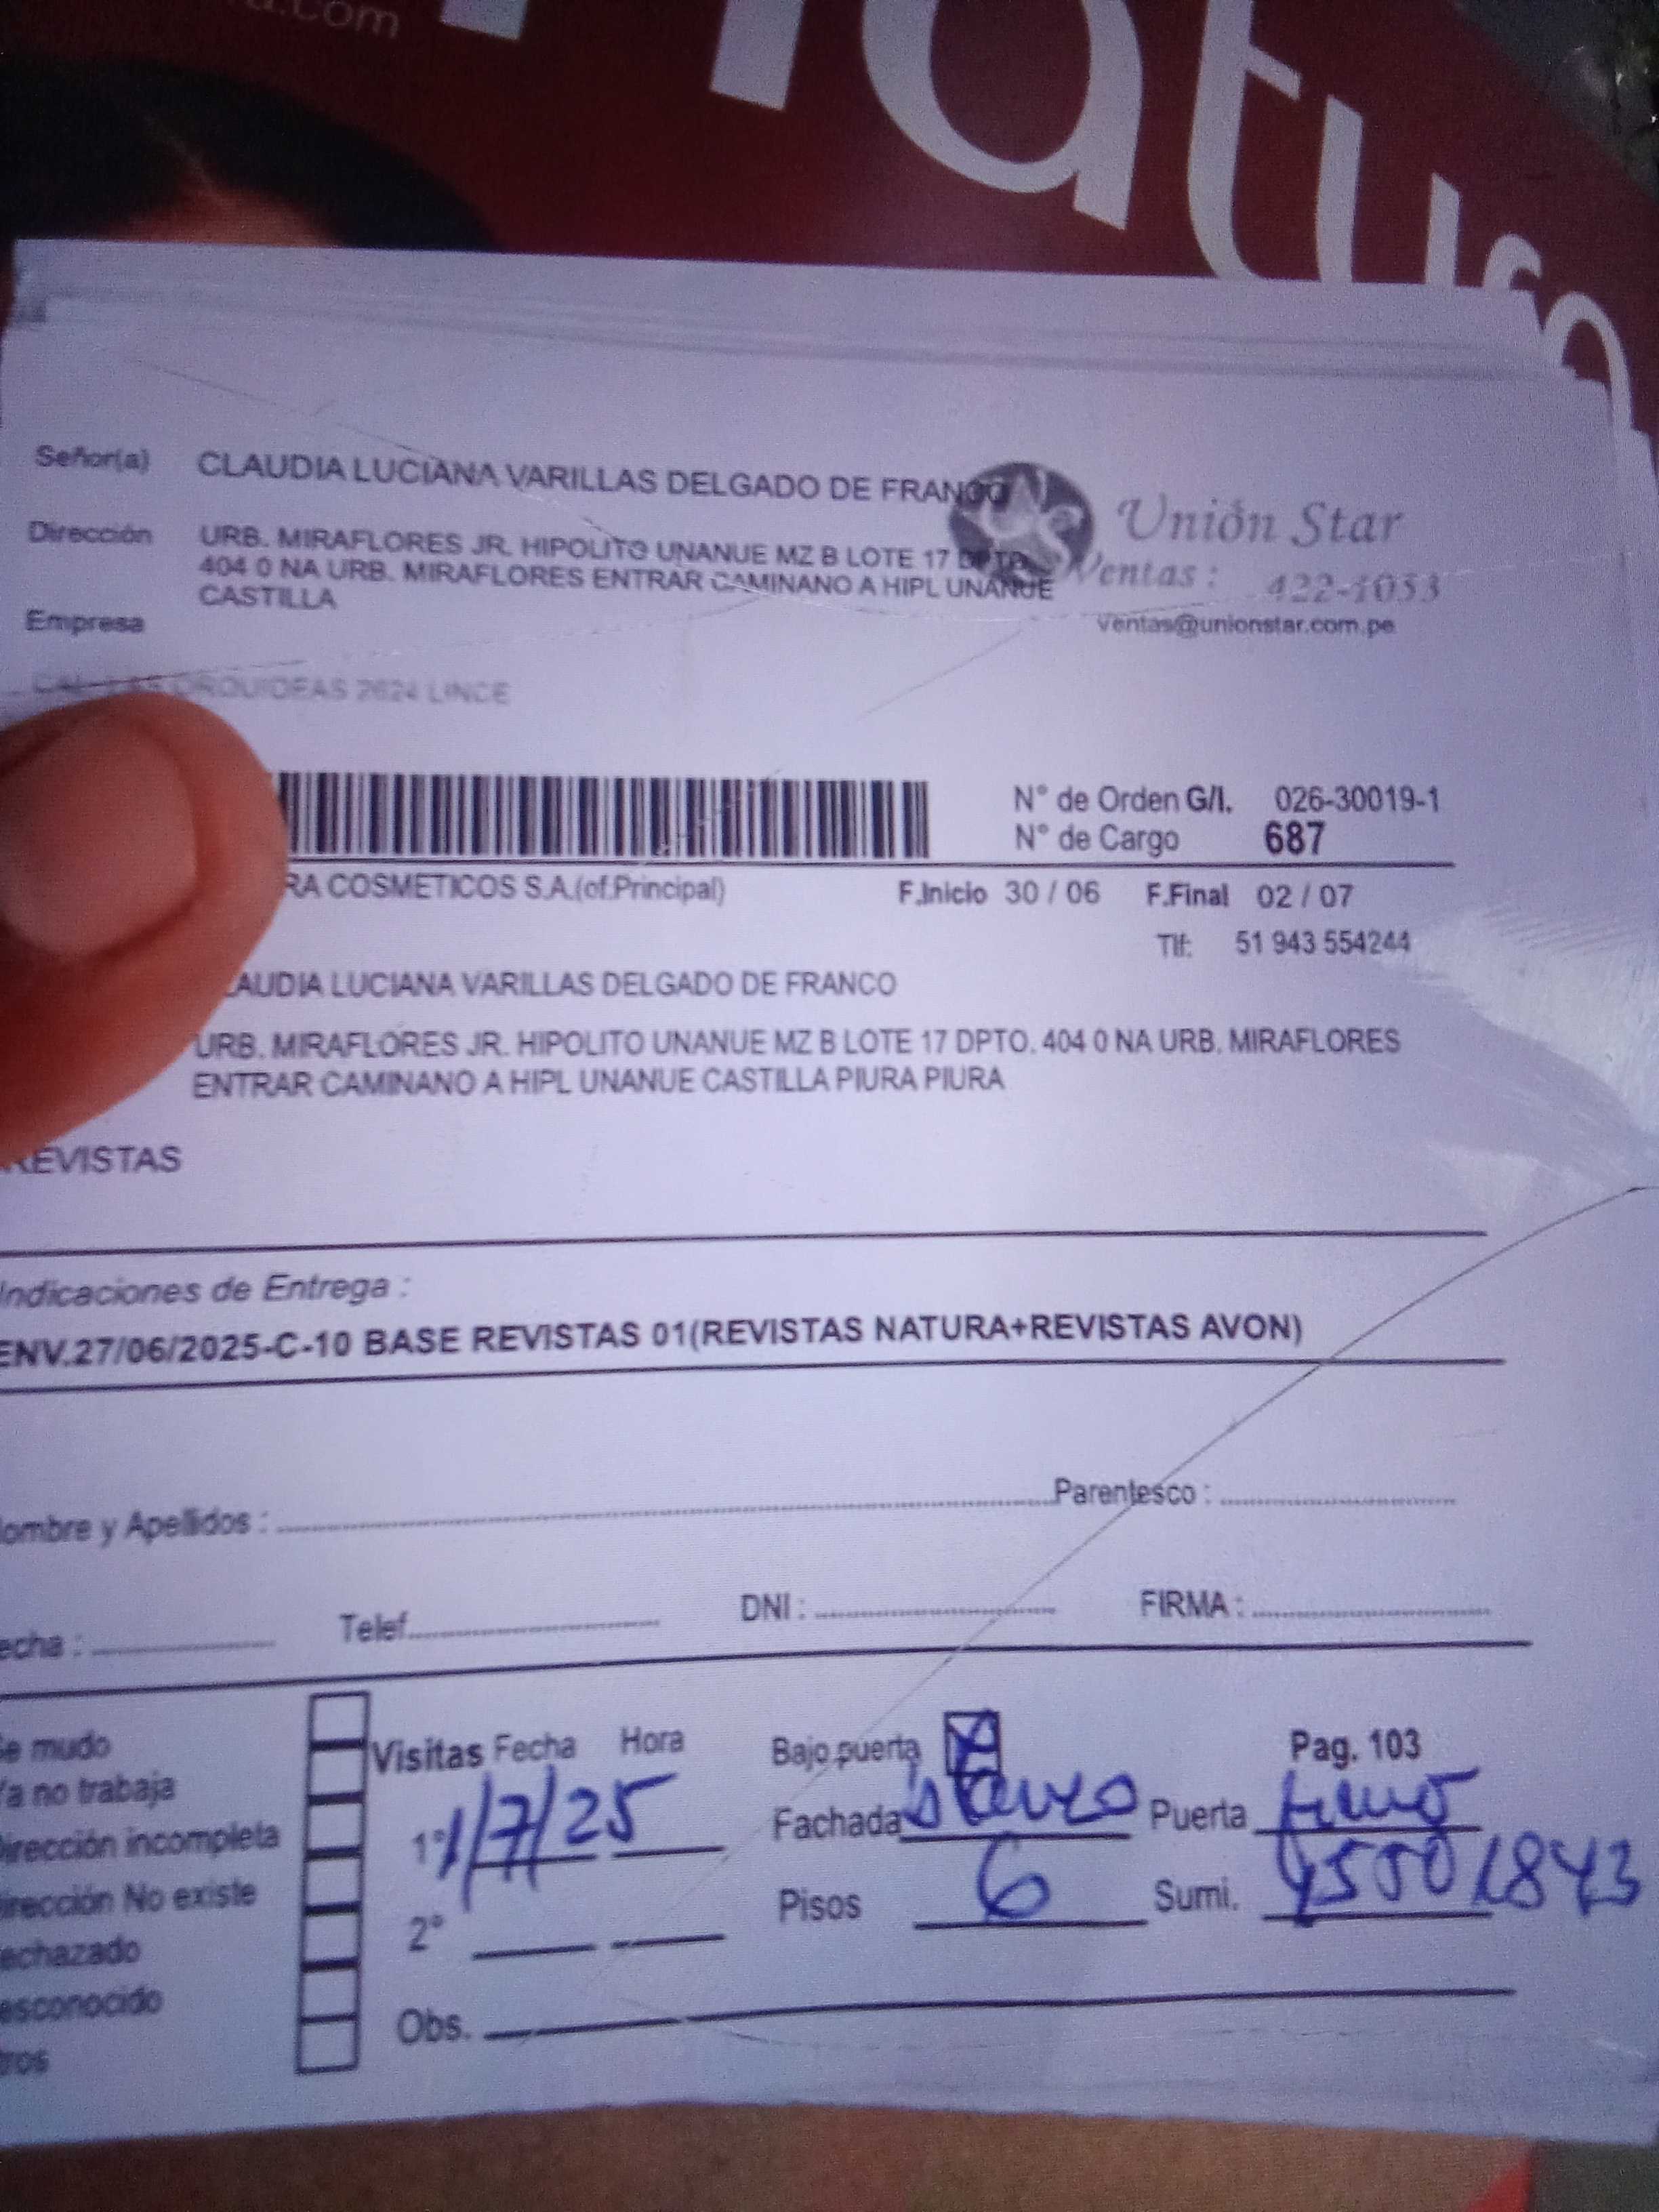 .com
natura
Señor(a) CLAUDIA LUCIANA VARILLAS DELGADO DE FRANCO
Unión Star
Dirección URB. MIRAFLORES JR. HIPOLITO UNANUE MZ B LOTE 17 DPTO.
404 0 NA URB. MIRAFLORES ENTRAR CAMINANO A HIPL UNANUE
Ventas : 422-1053
CASTILLA
Empresa
ventas@unionstar.com.pe
ORQUIDEAS 2624 LINCE
N° de Orden G/I. 026-30019-1
N° de Cargo 687
RA COSMETICOS S.A.(of.Principal) F.Inicio 30 / 06 F.Final 02 / 07
Tlf: 51 943 554244
LAUDIA LUCIANA VARILLAS DELGADO DE FRANCO
URB. MIRAFLORES JR. HIPOLITO UNANUE MZ B LOTE 17 DPTO. 404 0 NA URB. MIRAFLORES
ENTRAR CAMINANO A HIPL UNANUE CASTILLA PIURA PIURA
REVISTAS
Indicaciones de Entrega :
ENV.27/06/2025-C-10 BASE REVISTAS 01(REVISTAS NATURA+REVISTAS AVON)
ombre y Apellidos : Parentesco :
echa : Telef. DNI : FIRMA :
e mudo Visitas Fecha Hora Bajo puerta Pag. 103
Ya no trabaja
irección incompleta 1° 1/7/25 Fachada Puerta
irección No existe 2° Pisos 6 Sumi.
echazado
esconocido Obs.
tros